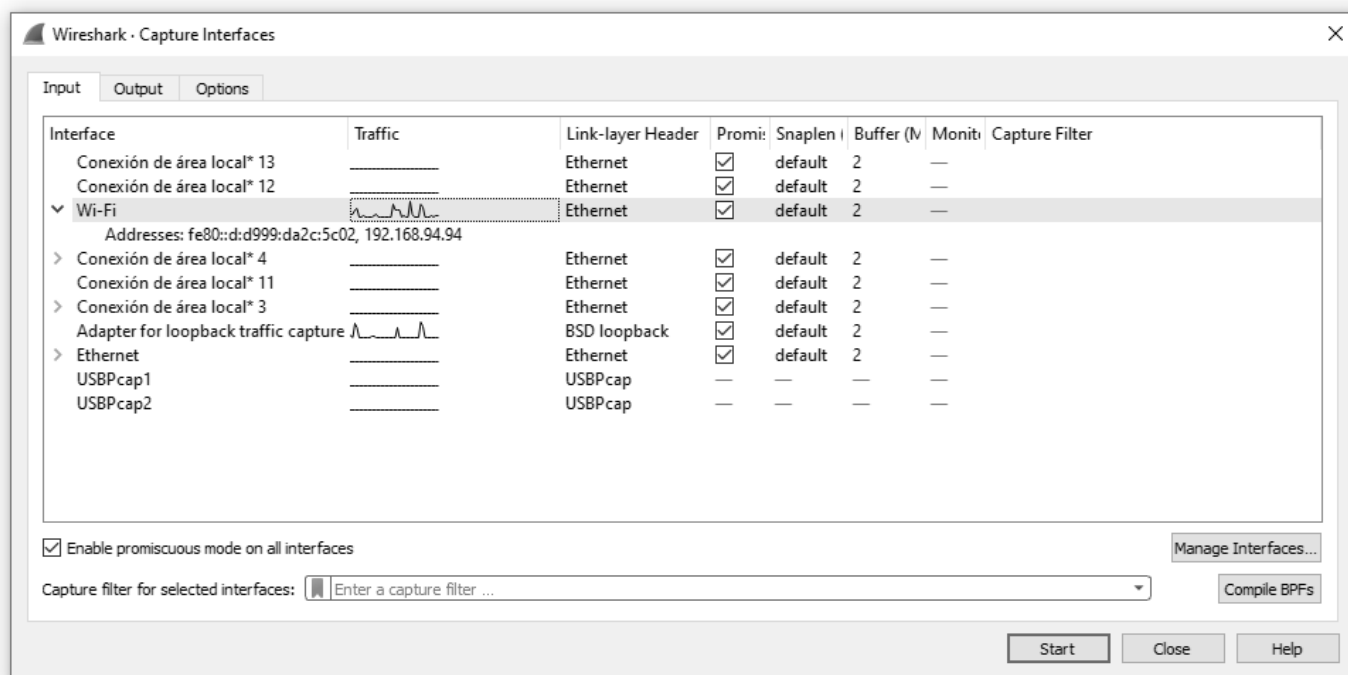 Wireshark · Capture Interfaces
Input Output Options
Interface Traffic Link-layer Header Promis Snaplen ( Buffer (M Monito Capture Filter
Conexión de área local* 13 Ethernet default 2 —
Conexión de área local* 12 Ethernet default 2 —
Wi-Fi Ethernet default 2 —
Addresses: fe80::d:d999:da2c:5c02, 192.168.94.94
Conexión de área local* 4 Ethernet default 2 —
Conexión de área local* 11 Ethernet default 2 —
Conexión de área local* 3 Ethernet default 2 —
Adapter for loopback traffic capture BSD loopback default 2 —
Ethernet Ethernet default 2 —
USBPcap1 USBPcap — — — —
USBPcap2 USBPcap — — — —
Enable promiscuous mode on all interfaces Manage Interfaces...
Capture filter for selected interfaces: Enter a capture filter ... Compile BPFs
Start Close Help